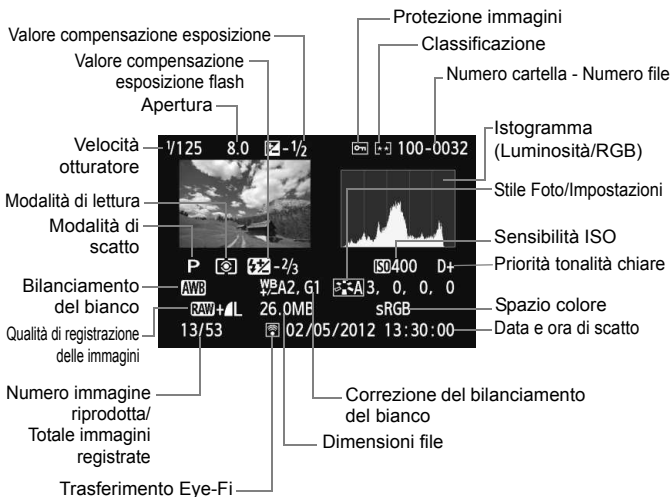 Protezione immagini
Valore compensazione esposizione
Classificazione
Valore compensazione
esposizione flash
Numero cartella - Numero file
Apertura
Velocità
otturatore
1/125 8.0 -1/2 100-0032
Istogramma
(Luminosità/RGB)
Modalità di lettura
Stile Foto/Impostazioni
Modalità di
scatto
Sensibilità ISO
P -2/3 ISO 400 D+
Priorità tonalità chiare
Bilanciamento
del bianco
AWB WB A2, G1 A 3, 0, 0, 0
RAW+L 26.0MB sRGB
Spazio colore
Qualità di registrazione
delle immagini
13/53 02/05/2012 13:30:00
Data e ora di scatto
Numero immagine
riprodotta/
Totale immagini
registrate
Correzione del bilanciamento
del bianco
Dimensioni file
Trasferimento Eye-Fi